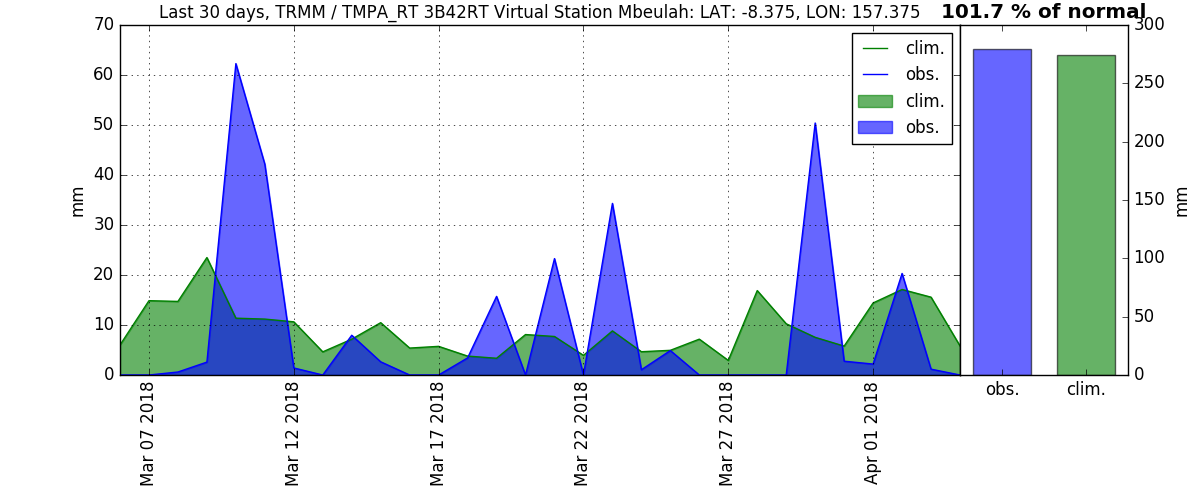 Last 30 days, TRMM / TMPA_RT 3B42RT Virtual Station Mbeulah: LAT: -8.375, LON: 157.375
101.7 % of normal
70
60
50
40
30
20
10
0
mm
clim.
obs.
clim.
obs.
Mar 07 2018
Mar 12 2018
Mar 17 2018
Mar 22 2018
Mar 27 2018
Apr 01 2018
300
250
200
150
100
50
0
mm
obs.
clim.